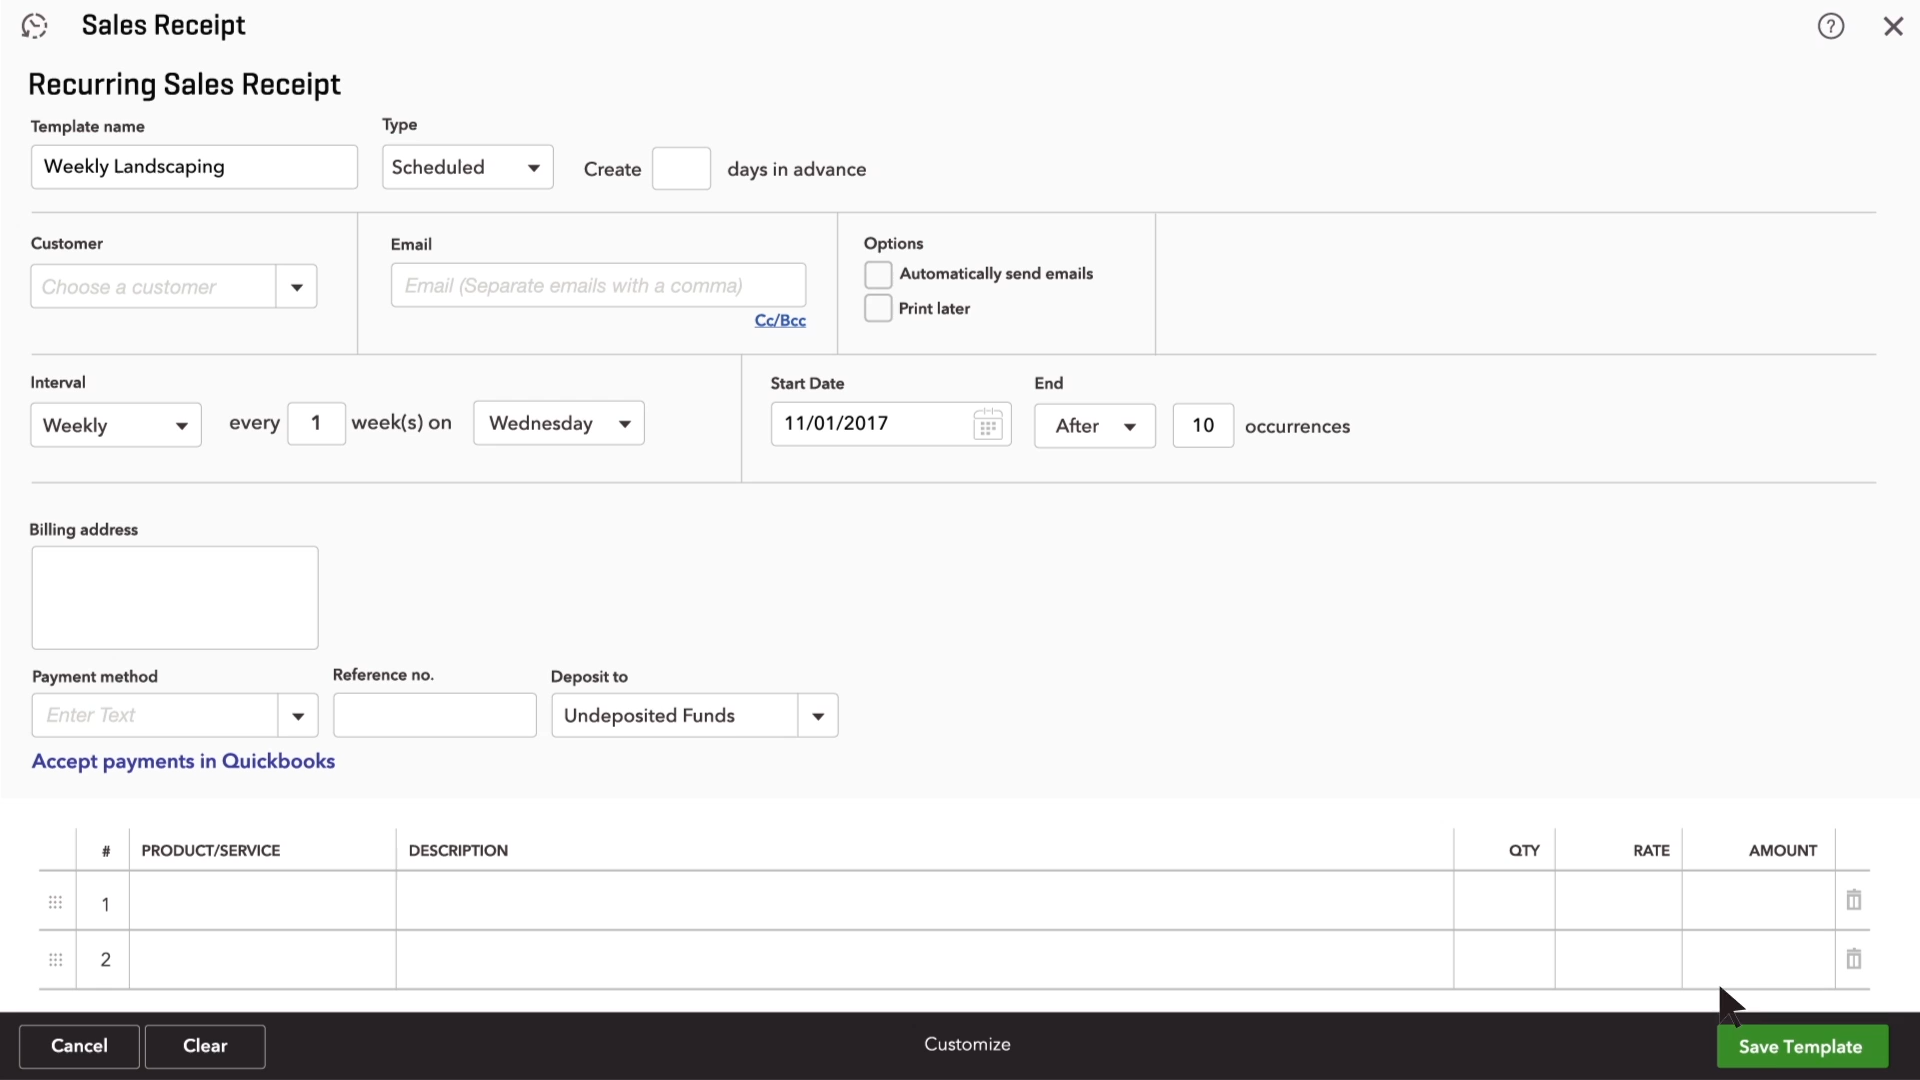 Sales Receipt
?
Recurring Sales Receipt
Template name
Type
Weekly Landscaping
Scheduled
Create
days in advance
Customer
Email
Options
Choose a customer
Email (Separate emails with a comma)
Automatically send emails
Cc/Bcc
Print later
Interval
Start Date
End
Weekly
every
1
week(s) on
Wednesday
11/01/2017
After
10
occurrences
Billing address
Payment method
Reference no.
Deposit to
Enter Text
Undeposited Funds
Accept payments in Quickbooks
#
PRODUCT/SERVICE
DESCRIPTION
QTY
RATE
AMOUNT
1
2
Cancel
Clear
Customize
Save Template